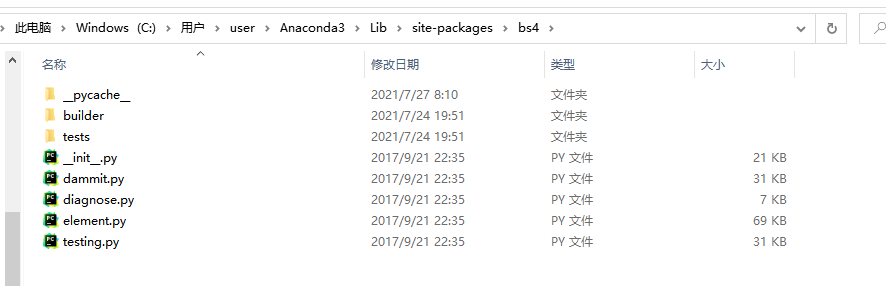 此电脑 > Windows (C:) > 用户 > user > Anaconda3 > Lib > site-packages > bs4 >
名称 修改日期 类型 大小
__pycache__ 2021/7/27 8:10 文件夹
builder 2021/7/24 19:51 文件夹
tests 2021/7/24 19:51 文件夹
__init__.py 2017/9/21 22:35 PY 文件 21 KB
dammit.py 2017/9/21 22:35 PY 文件 31 KB
diagnose.py 2017/9/21 22:35 PY 文件 7 KB
element.py 2017/9/21 22:35 PY 文件 69 KB
testing.py 2017/9/21 22:35 PY 文件 31 KB